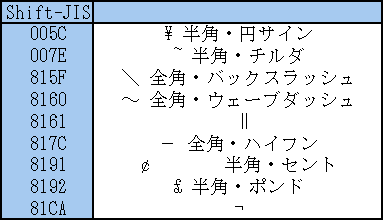 Shift-JIS
005C ¥ 半角・円サイン
007E ~ 半角・チルダ
815F ＼ 全角・バックスラッシュ
8160 ～ 全角・ウェーブダッシュ
8161 ∥
817C － 全角・ハイフン
8191 ¢ 半角・セント
8192 £ 半角・ポンド
81CA ¬